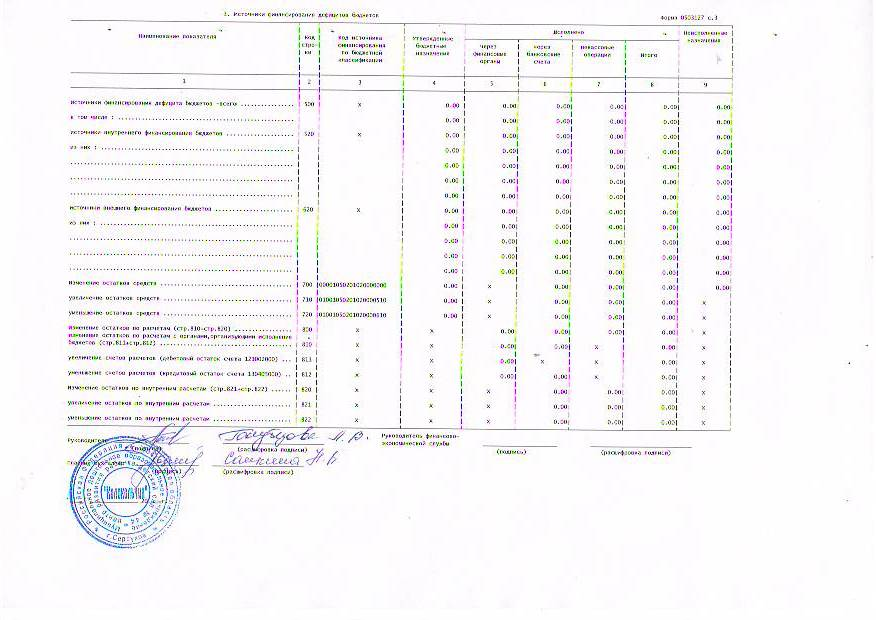 3. Источники финансирования дефицитов бюджетов
Форма 0503127 с.3
Наименование показателя | код стро- ки | код источника финансирования по бюджетной классификации | Утвержденные бюджетные назначения | Исполнено | Неисполненные назначения
через финансовые органы | через банковские счета | некассовые операции | итого
1 2 3 4 5 6 7 8 9
источники финансирования дефицита бюджетов -всего ................ 500 х 0.00 0.00 0.00 0.00 0.00 0.00
в том числе : ................ 0.00 0.00 0.00 0.00 0.00 0.00
источники внутреннего финансирования бюджетов ................ 520 х 0.00 0.00 0.00 0.00 0.00 0.00
из них : ................ 0.00 0.00 0.00 0.00 0.00 0.00
................ 0.00 0.00 0.00 0.00 0.00 0.00
................ 0.00 0.00 0.00 0.00 0.00 0.00
................ 0.00 0.00 0.00 0.00 0.00 0.00
источники внешнего финансирования бюджетов ................ 620 х 0.00 0.00 0.00 0.00 0.00 0.00
из них : ................ 0.00 0.00 0.00 0.00 0.00 0.00
................ 0.00 0.00 0.00 0.00 0.00 0.00
................ 0.00 0.00 0.00 0.00 0.00 0.00
................ 0.00 0.00 0.00 0.00 0.00 0.00
Изменение остатков средств ................ 700 00001050201020000000 0.00 х 0.00 0.00 0.00 0.00
увеличение остатков средств ................ 710 01001050201020000510 0.00 х 0.00 0.00 0.00 х
уменьшение остатков средств ................ 720 01001050201020000610 0.00 х 0.00 0.00 0.00 х
изменение остатков по расчетам (стр.810+стр.820) ................ 800 х х 0.00 0.00 0.00 0.00 х
изменение остатков по расчетам с органами,организующими исполнение
бюджетов (стр.811+стр.812) ................ 810 х х 0.00 0.00 х 0.00 х
увеличение счетов расчетов (дебетовый остаток счета 121002000) ... 811 х х 0.00 х х 0.00 х
уменьшение счетов расчетов (кредитовый остаток счета 130405000) .. 812 х х 0.00 0.00 х 0.00 х
Изменение остатков по внутренним расчетам (стр.821+стр.822) ...... 820 х х х 0.00 0.00 0.00 х
увеличение остатков по внутренним расчетам ................ 821 х х х 0.00 0.00 0.00 х
уменьшение остатков по внутренним расчетам ................ 822 х х х 0.00 0.00 0.00 х
Руководитель
Руководитель финансово-
экономической службы
(подпись) (расшифровка подписи) (подпись) (расшифровка подписи)
Н.В.
(подпись) (расшифровка подписи)
г.Серпухов